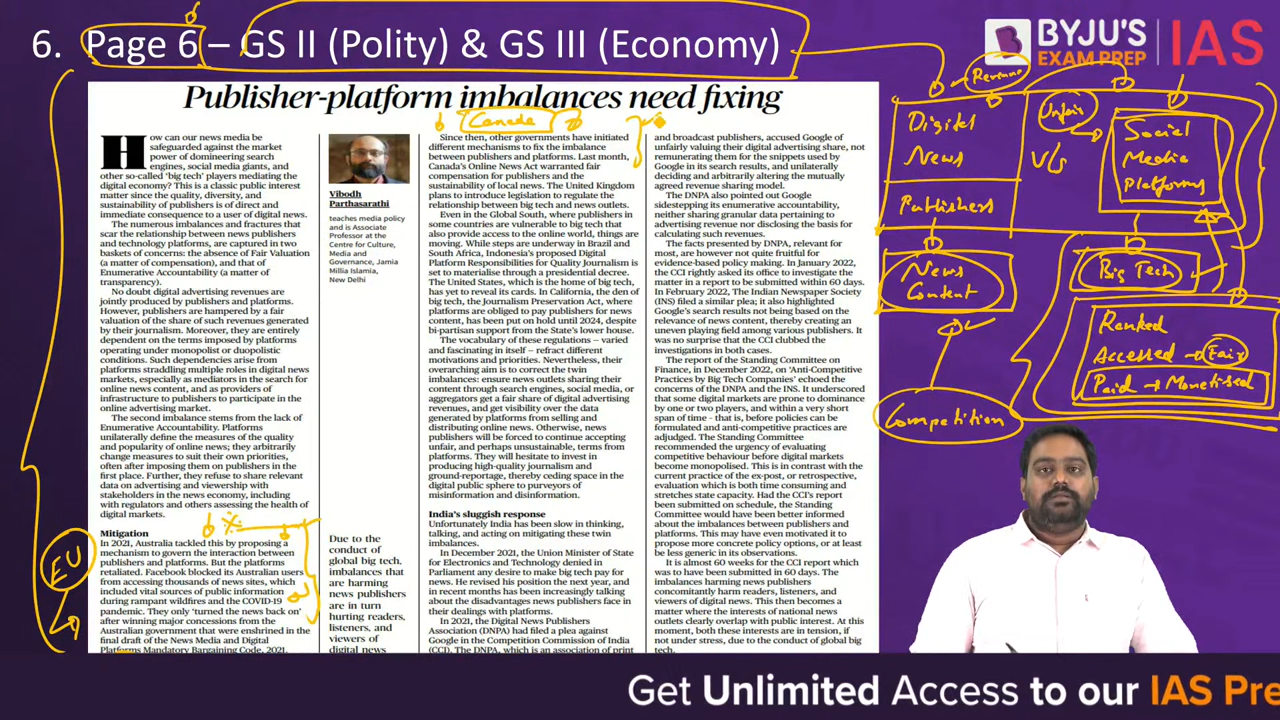 6. Page 6 – GS II (Polity) & GS III (Economy)
BYJU'S
EXAM PREP
IAS
Publisher-platform imbalances need fixing
How can our news media be
safeguarded against the market
power of domineering search
engines, social media giants, and
other so-called 'big tech' players mediating the
digital economy? This is a classic public interest
matter since the quality, diversity, and
sustainability of publishers is of direct and
immediate consequence to a user of digital news.
The numerous imbalances and fractures that
scar the relationship between news publishers
and technology platforms, are captured in two
baskets of concerns: the absence of Fair Valuation
(a matter of compensation), and that of
Enumerative Accountability (a matter of
transparency).
No doubt digital advertising revenues are
jointly produced by publishers and platforms.
However, publishers are hampered by a fair
valuation of the share of such revenues generated
by their journalism. Moreover, they are entirely
dependent on the terms imposed by platforms
operating under monopolist or duopolistic
conditions. Such dependencies arise from
platforms straddling multiple roles in digital news
markets, especially as mediators in the search for
online news content, and as providers of
infrastructure to publishers to participate in the
online advertising market.
The second imbalance stems from the lack of
Enumerative Accountability. Platforms
unilaterally define the measures of the quality
and popularity of online news; they arbitrarily
change measures to suit their own priorities,
often after imposing them on publishers in the
first place. Further, they refuse to share relevant
data on advertising and viewership with
stakeholders in the news economy, including
with regulators and others assessing the health of
digital markets.
Mitigation
In 2021, Australia tackled this by proposing a
mechanism to govern the interaction between
publishers and platforms. But the platforms
retaliated. Facebook blocked its Australian users
from accessing thousands of news sites, which
included vital sources of public information
during rampant wildfires and the COVID-19
pandemic. They only 'turned the news back on'
after winning major concessions from the
Australian government that were enshrined in the
final draft of the News Media and Digital
Platforms Mandatory Bargaining Code, 2021.
Vibodh
Parthasarathi
teaches media policy
and is Associate
Professor at the
Centre for Culture,
Media and
Governance, Jamia
Millia Islamia,
New Delhi
Due to the
conduct of
global big tech,
imbalances that
are harming
news publishers
are in turn
hurting readers,
listeners, and
viewers of
digital news
Canada
Since then, other governments have initiated
different mechanisms to fix the imbalance
between publishers and platforms. Last month,
Canada's Online News Act warranted fair
compensation for publishers and the
sustainability of local news. The United Kingdom
plans to introduce legislation to regulate the
relationship between big tech and news outlets.
Even in the Global South, where publishers in
some countries are vulnerable to big tech that
also provide access to the online world, things are
moving. While steps are underway in Brazil and
South Africa, Indonesia's proposed Digital
Platform Responsibilities for Quality Journalism is
set to materialise through a presidential decree.
The United States, which is the home of big tech,
has yet to reveal its cards. In California, the den of
big tech, the Journalism Preservation Act, where
platforms are obliged to pay publishers for news
content, has been put on hold until 2024, despite
bi-partisan support from the State's lower house.
The vocabulary of these regulations – varied
and fascinating in itself – refract different
motivations and priorities. Nevertheless, their
overarching aim is to correct the twin
imbalances: ensure news outlets sharing their
content through search engines, social media, or
aggregators get a fair share of digital advertising
revenues, and get visibility over the data
generated by platforms from selling and
distributing online news. Otherwise, news
publishers will be forced to continue accepting
unfair, and perhaps unsustainable, terms from
platforms. They will hesitate to invest in
producing high-quality journalism and
ground-reportage, thereby ceding space in the
digital public sphere to purveyors of
misinformation and disinformation.
India's sluggish response
Unfortunately India has been slow in thinking,
talking, and acting on mitigating these twin
imbalances.
In December 2021, the Union Minister of State
for Electronics and Technology denied in
Parliament any desire to make big tech pay for
news. He revised his position the next year, and
in recent months has been increasingly talking
about the disadvantages news publishers face in
their dealings with platforms.
In 2021, the Digital News Publishers
Association (DNPA) had filed a plea against
Google in the Competition Commission of India
(CCI). The DNPA, which is an association of print
and broadcast publishers, accused Google of
unfairly valuing their digital advertising share, not
remunerating them for the snippets used by
Google in its search results, and unilaterally
deciding and arbitrarily altering the mutually
agreed revenue sharing model.
The DNPA also pointed out Google
sidestepping its enumerative accountability,
neither sharing granular data pertaining to
advertising revenue nor disclosing the basis for
calculating such revenues.
The facts presented by DNPA, relevant for
most, are however not quite fruitful for
evidence-based policy making. In January 2022,
the CCI rightly asked its office to investigate the
matter in a report to be submitted within 60 days.
In February 2022, The Indian Newspaper Society
(INS) filed a similar plea; it also highlighted
Google's search results not being based on the
relevance of news content, thereby creating an
uneven playing field among various publishers. It
was no surprise that the CCI clubbed the
investigations in both cases.
The report of the Standing Committee on
Finance, in December 2022, on 'Anti-Competitive
Practices by Big Tech Companies' echoed the
concerns of the DNPA and the INS. It underscored
that some digital markets are prone to dominance
by one or two players, and within a very short
span of time - that is, before policies can be
formulated and anti-competitive practices are
adjudged. The Standing Committee
recommended the urgency of evaluating
competitive behaviour before digital markets
become monopolised. This is in contrast with the
current practice of the ex-post, or retrospective,
evaluation which is both time consuming and
stretches state capacity. Had the CCI's report
been submitted on schedule, the Standing
Committee would have been better informed
about the imbalances between publishers and
platforms. This may have even motivated it to
propose more concrete policy options, or at least
be less generic in its observations.
It is almost 60 weeks for the CCI report which
was to have been submitted in 60 days. The
imbalances harming news publishers
concomitantly harm readers, listeners, and
viewers of digital news. This then becomes a
matter where the interests of national news
outlets clearly overlap with public interest. At this
moment, both these interests are in tension, if
not under stress, due to the conduct of global big
tech.
EU
Revenue
Digital
News
Publishers
V/s
Unfair
Social
Media
Platforms
News
Content
Big Tech
Ranked
Accessed → Fair
Paid → Monetised
Competition
Get Unlimited Access to our IAS Pre